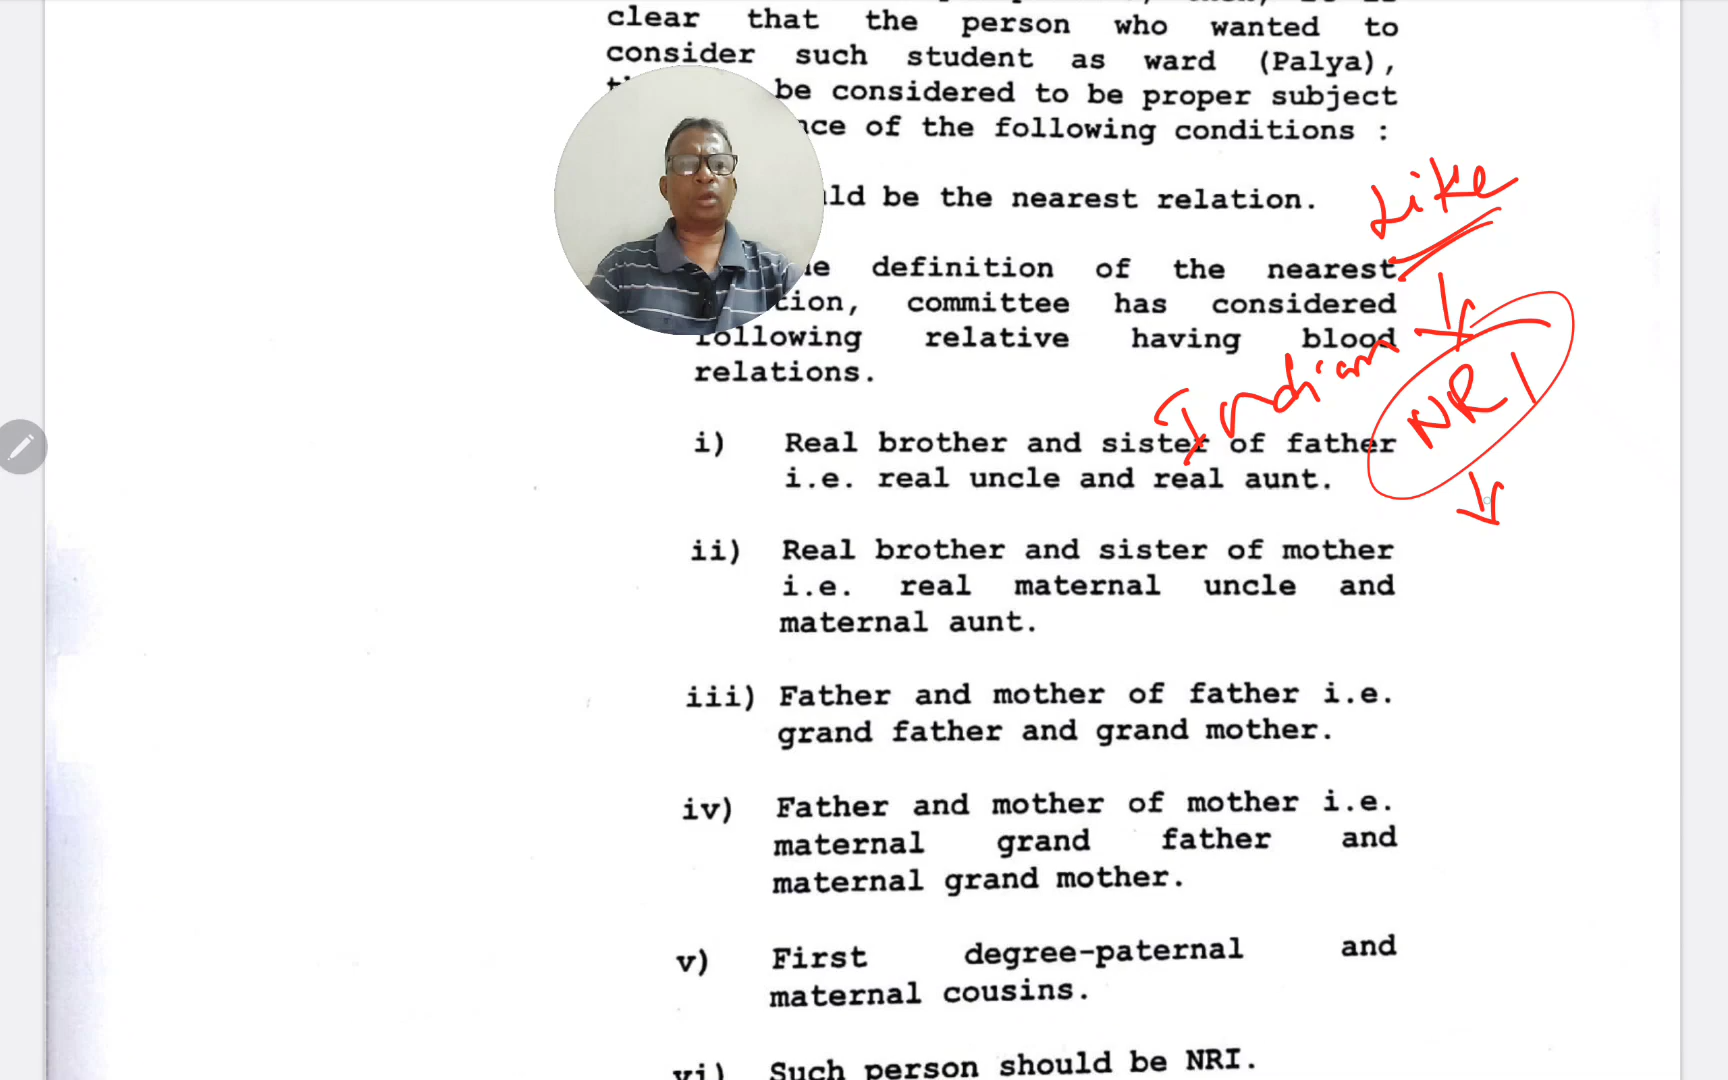 clear that the person who wanted to
consider such student as ward (Palya),
be considered to be proper subject
of the following conditions :
be the nearest relation.
definition of the nearest
committee has considered
following relative having blood
relations.
i) Real brother and sister of father
i.e. real uncle and real aunt.
ii) Real brother and sister of mother
i.e. real maternal uncle and
maternal aunt.
iii) Father and mother of father i.e.
grand father and grand mother.
iv) Father and mother of mother i.e.
maternal grand father and
maternal grand mother.
v) First degree-paternal and
maternal cousins.
vi) Such person should be NRI.
Like
Indian
NRI